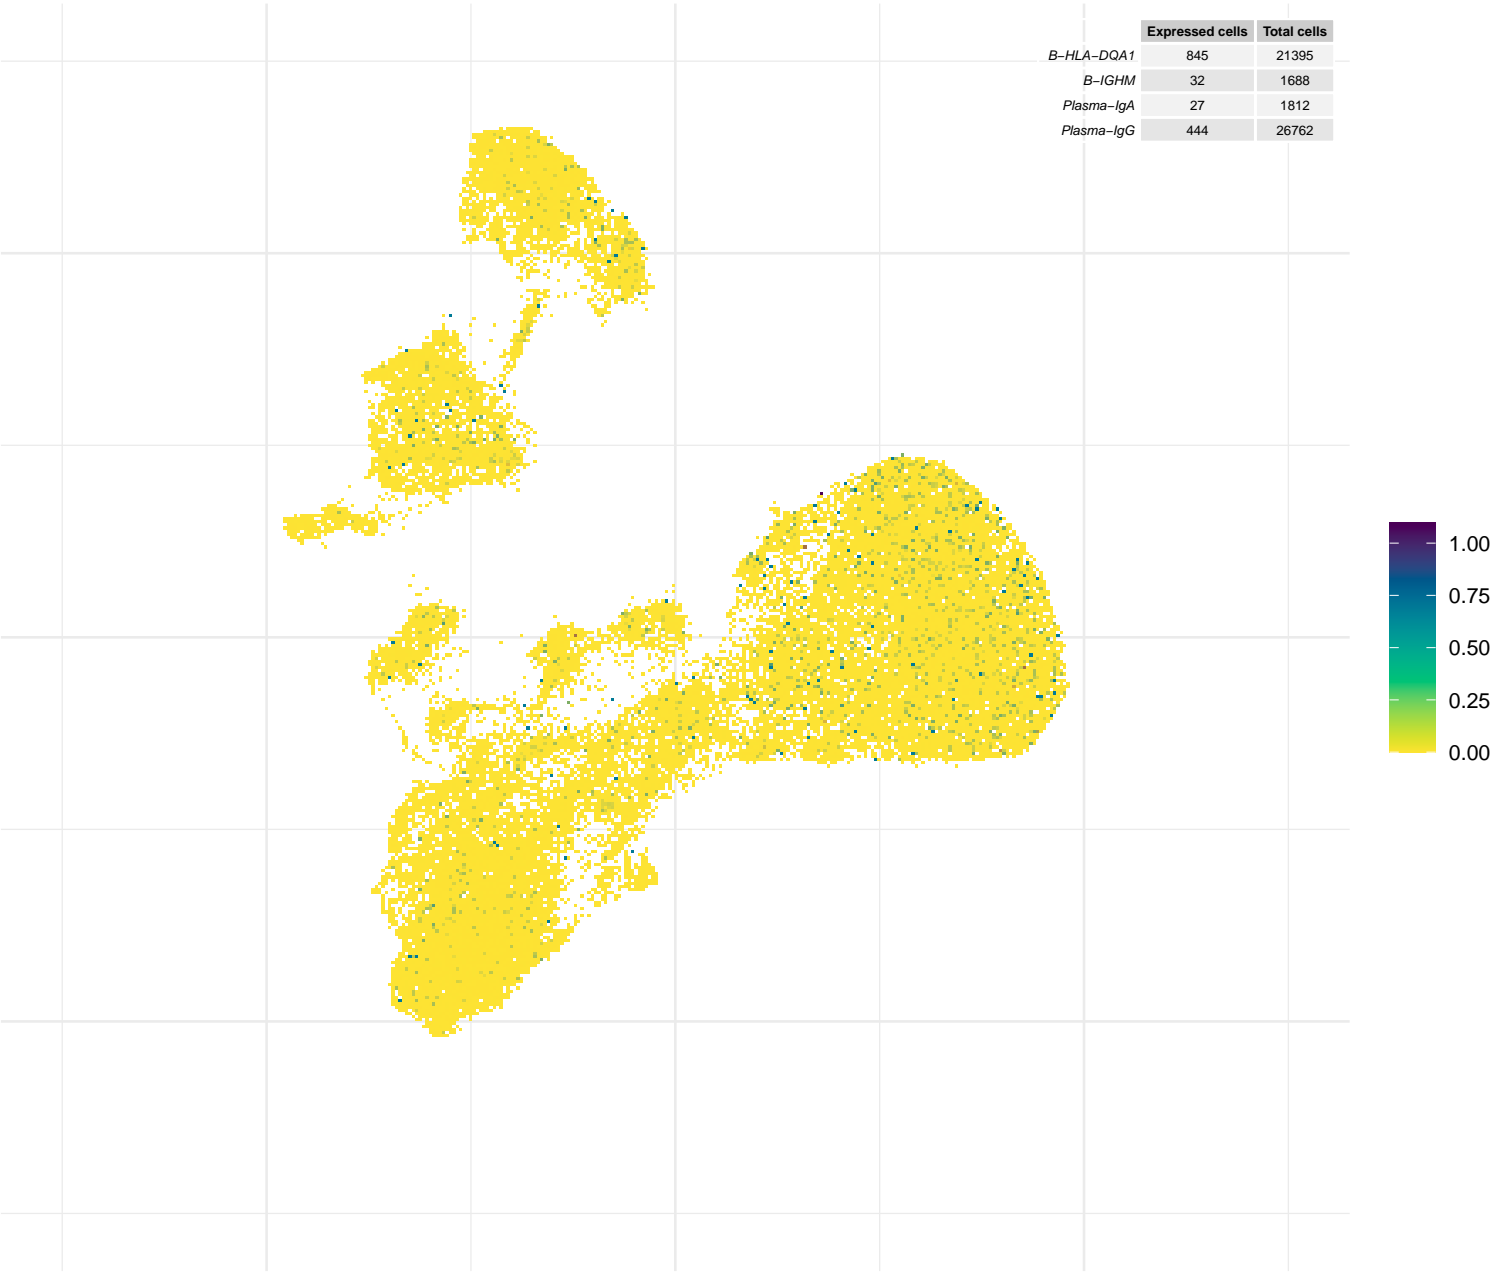 Expressed cells Total cells
B−HLA−DQA1 845 21395
B−IGHM 32 1688
Plasma−IgA 27 1812
Plasma−IgG 444 26762
1.00
0.75
0.50
0.25
0.00